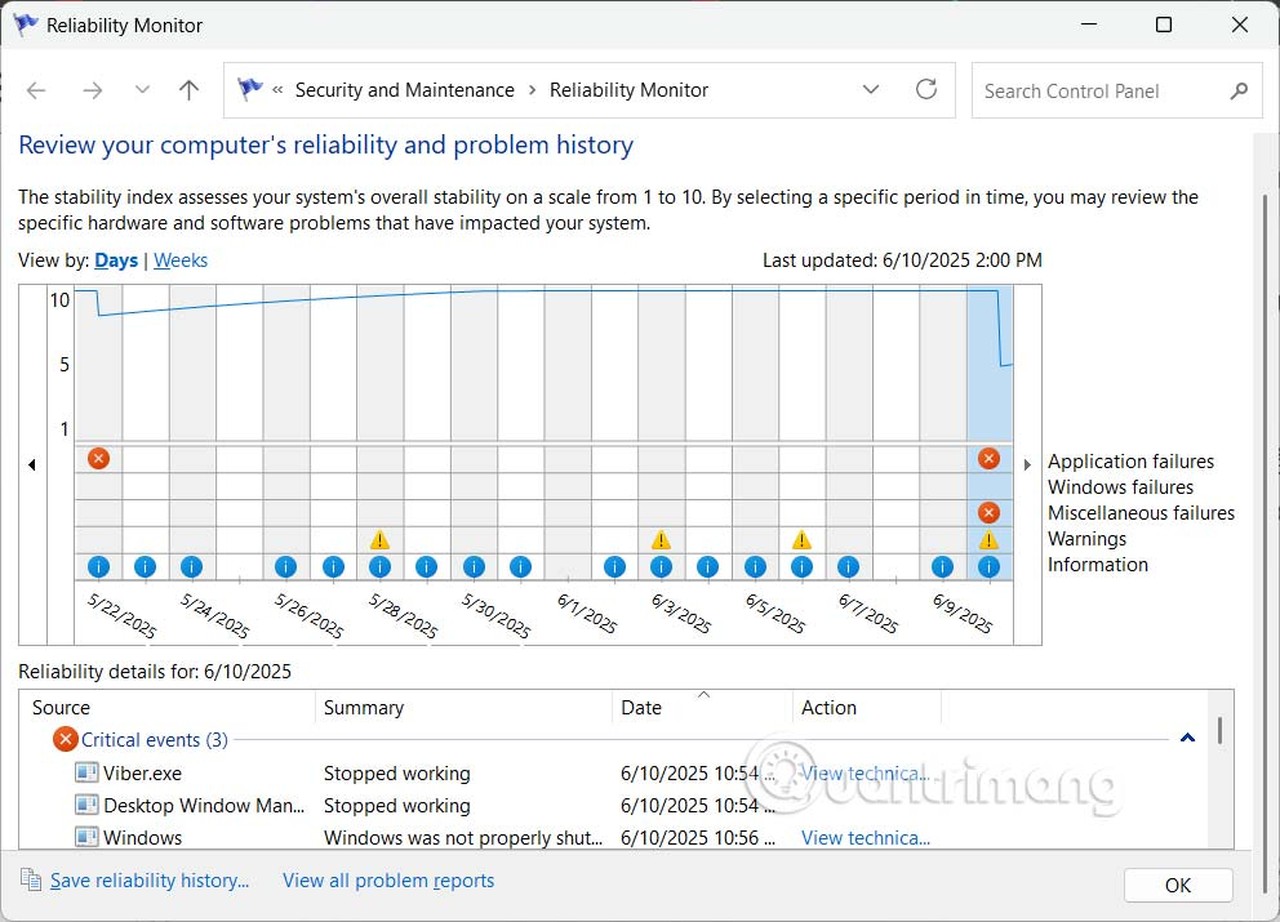 Reliability Monitor
« Security and Maintenance › Reliability Monitor
Search Control Panel
Review your computer's reliability and problem history
The stability index assesses your system's overall stability on a scale from 1 to 10. By selecting a specific period in time, you may review the
specific hardware and software problems that have impacted your system.
View by: Days | Weeks
Last updated: 6/10/2025 2:00 PM
10
5
1
Application failures
Windows failures
Miscellaneous failures
Warnings
Information
5/22/2025 5/24/2025 5/26/2025 5/28/2025 5/30/2025 6/1/2025 6/3/2025 6/5/2025 6/7/2025 6/9/2025
Reliability details for: 6/10/2025
Source Summary Date Action
Critical events (3)
Viber.exe Stopped working 6/10/2025 10:54 ... View technica...
Desktop Window Man... Stopped working 6/10/2025 10:54 ...
Windows Windows was not properly shut... 6/10/2025 10:56 ... View technica...
Quantrimang
Save reliability history... View all problem reports
OK